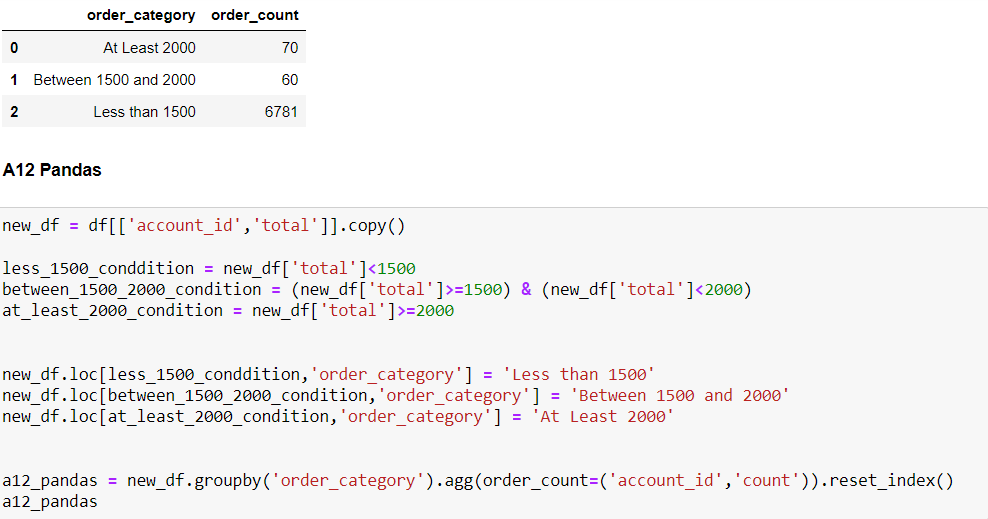 order_category order_count
0 At Least 2000 70
1 Between 1500 and 2000 60
2 Less than 1500 6781
A12 Pandas
new_df = df[['account_id','total']].copy()
less_1500_conddition = new_df['total']<1500
between_1500_2000_condition = (new_df['total']>=1500) & (new_df['total']<2000)
at_least_2000_condition = new_df['total']>=2000
new_df.loc[less_1500_conddition,'order_category'] = 'Less than 1500'
new_df.loc[between_1500_2000_condition,'order_category'] = 'Between 1500 and 2000'
new_df.loc[at_least_2000_condition,'order_category'] = 'At Least 2000'
a12_pandas = new_df.groupby('order_category').agg(order_count=('account_id','count')).reset_index()
a12_pandas